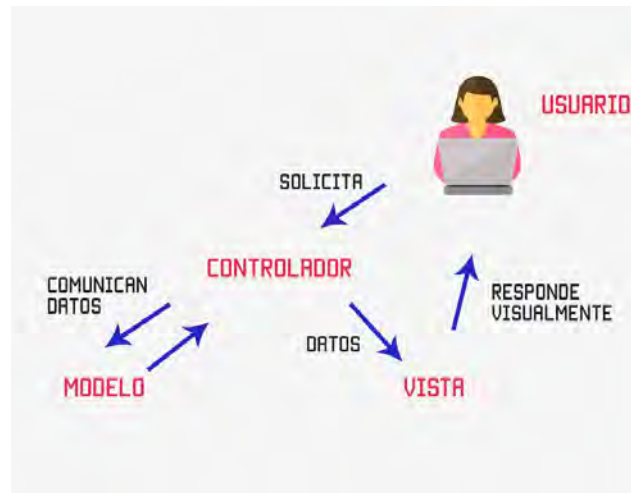 USUARIO
SOLICITA
CONTROLADOR
COMUNICAN
DATOS
RESPONDE
VISUALMENTE
DATOS
MODELO
VISTA